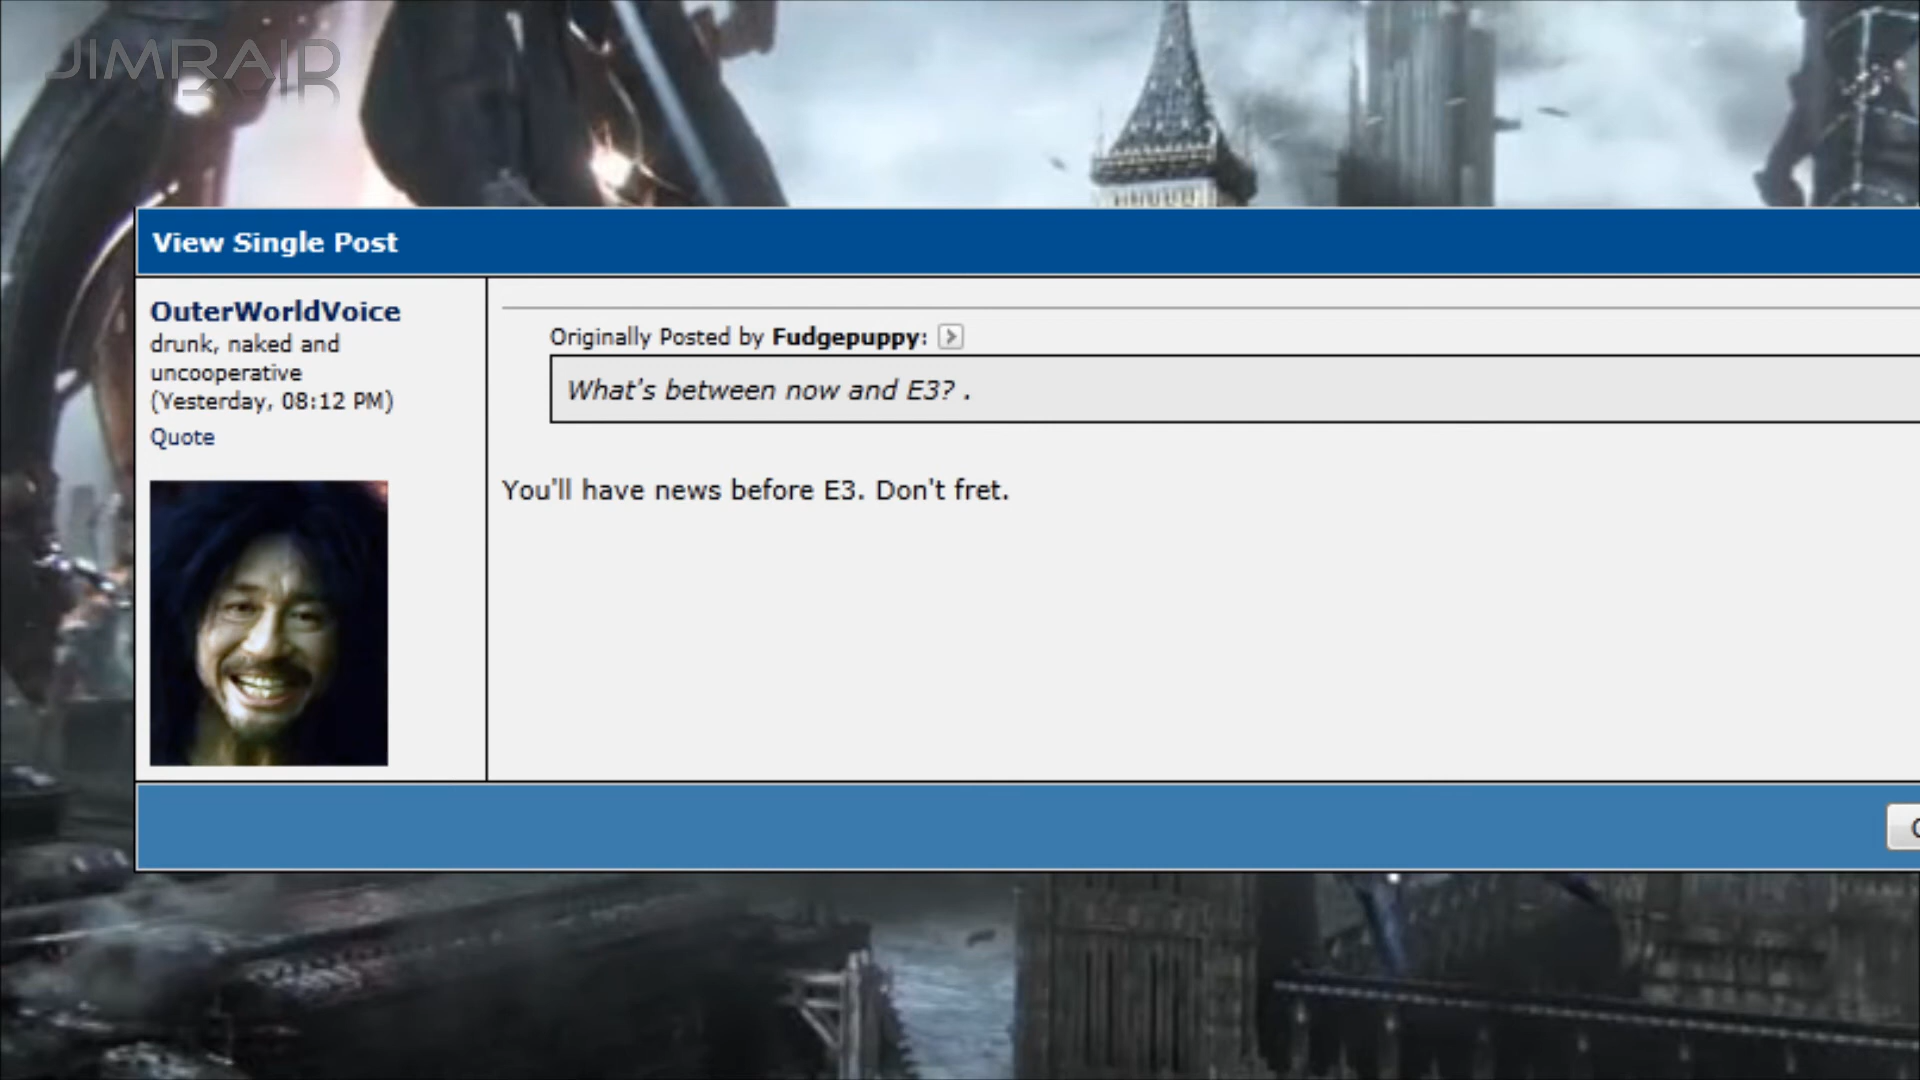 JIMRAID
View Single Post
OuterWorldVoice
drunk, naked and
uncooperative
(Yesterday, 08:12 PM)
Quote
Originally Posted by Fudgepuppy:
What's between now and E3? .
You'll have news before E3. Don't fret.